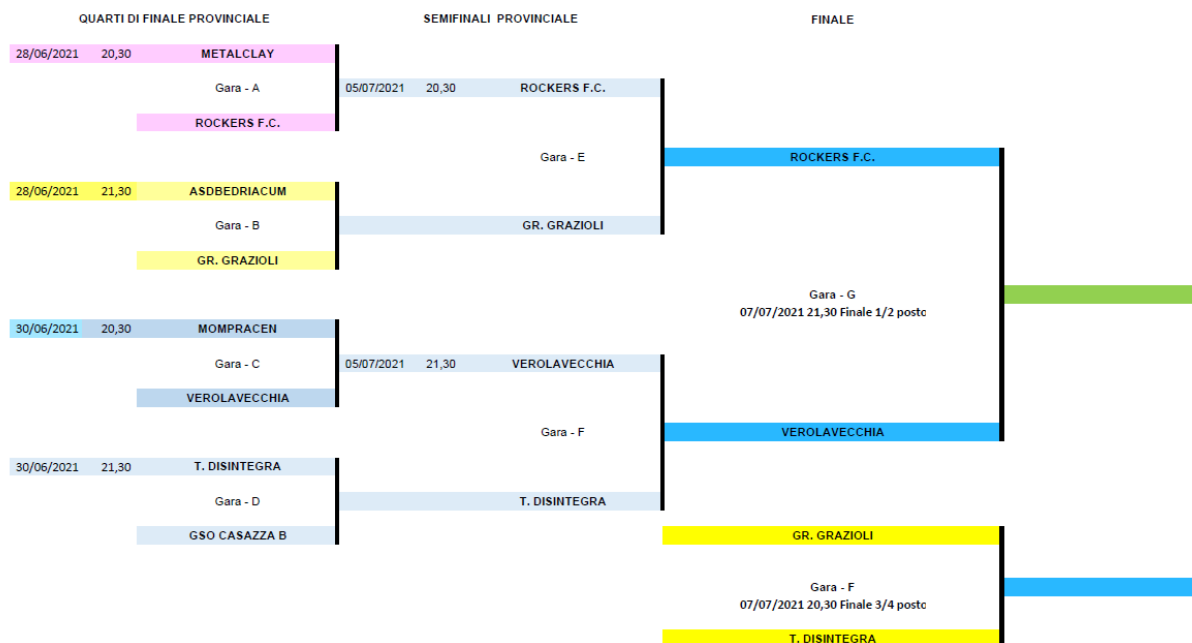 QUARTI DI FINALE PROVINCIALE SEMIFINALI PROVINCIALE FINALE
28/06/2021 20,30 METALCLAY
Gara - A 05/07/2021 20,30 ROCKERS F.C.
ROCKERS F.C.
Gara - E ROCKERS F.C.
28/06/2021 21,30 ASDBEDRIACUM
Gara - B GR. GRAZIOLI
GR. GRAZIOLI
Gara - G
07/07/2021 21,30 Finale 1/2 posto
30/06/2021 20,30 MOMPRACEN
Gara - C 05/07/2021 21,30 VEROLAVECCHIA
VEROLAVECCHIA
Gara - F VEROLAVECCHIA
30/06/2021 21,30 T. DISINTEGRA
Gara - D T. DISINTEGRA
GSO CASAZZA B GR. GRAZIOLI
Gara - F
07/07/2021 20,30 Finale 3/4 posto
T. DISINTEGRA